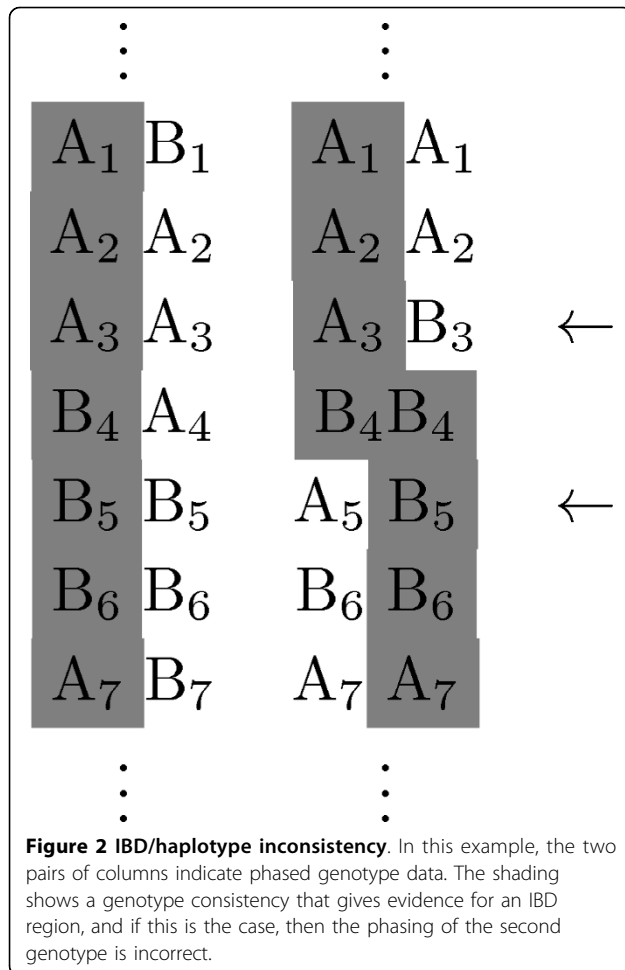 ⋮ ⋮
A₁ B₁ A₁ A₁
A₂ A₂ A₂ A₂
A₃ A₃ A₃ B₃ ←
B₄ A₄ B₄ B₄
B₅ B₅ A₅ B₅ ←
B₆ B₆ B₆ B₆
A₇ B₇ A₇ A₇
⋮ ⋮
Figure 2 IBD/haplotype inconsistency. In this example, the two
pairs of columns indicate phased genotype data. The shading
shows a genotype consistency that gives evidence for an IBD
region, and if this is the case, then the phasing of the second
genotype is incorrect.